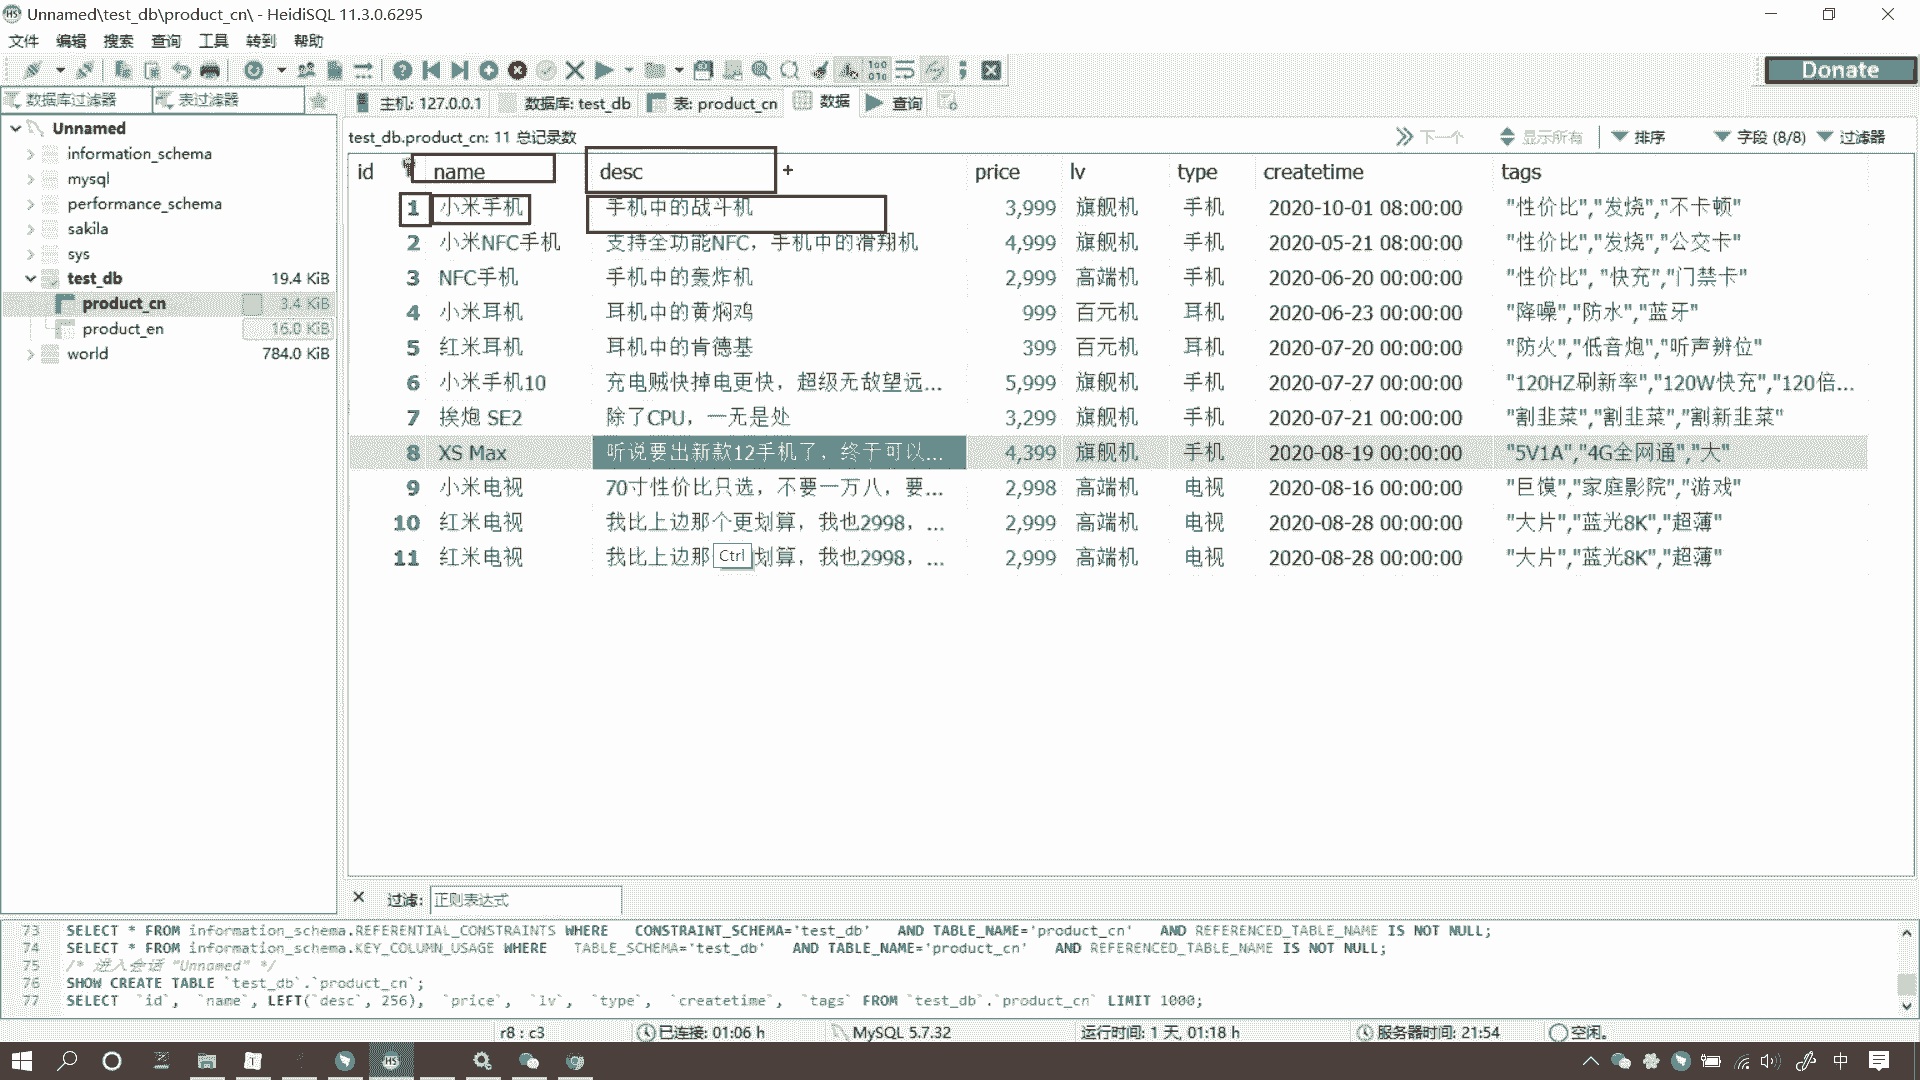 Unnamed\test_db\product_cn\ - HeidiSQL 11.3.0.6295
文件 编辑 搜索 查询 工具 转到 帮助
Donate
数据库过滤器 表过滤器
主机: 127.0.0.1 数据库: test_db 表: product_cn 数据 查询
Unnamed
information_schema
mysql
performance_schema
sakila
sys
test_db 19.4 KiB
product_cn 3.4 KiB
product_en 16.0 KiB
world 784.0 KiB
test_db.product_cn: 11 总记录数 下一个 显示所有 排序 字段 (8/8) 过滤器
id name desc + price lv type createtime tags
1 小米手机 手机中的战斗机 3,999 旗舰机 手机 2020-10-01 08:00:00 "性价比","发烧","不卡顿"
2 小米NFC手机 支持全功能NFC，手机中的滑翔机 4,999 旗舰机 手机 2020-05-21 08:00:00 "性价比","发烧","公交卡"
3 NFC手机 手机中的轰炸机 2,999 高端机 手机 2020-06-20 00:00:00 "性价比", "快充","门禁卡"
4 小米耳机 耳机中的黄焖鸡 999 百元机 耳机 2020-06-23 00:00:00 "降噪","防水","蓝牙"
5 红米耳机 耳机中的肯德基 399 百元机 耳机 2020-07-20 00:00:00 "防火","低音炮","听声辨位"
6 小米手机10 充电贼快掉电更快，超级无敌望远... 5,999 旗舰机 手机 2020-07-27 00:00:00 "120HZ刷新率","120W快充","120倍...
7 挨炮 SE2 除了CPU，一无是处 3,299 旗舰机 手机 2020-07-21 00:00:00 "割韭菜","割韭菜","割新韭菜"
8 XS Max 听说要出新款12手机了，终于可以... 4,399 旗舰机 手机 2020-08-19 00:00:00 "5V1A","4G全网通","大"
9 小米电视 70寸性价比只选，不要一万八，要... 2,998 高端机 电视 2020-08-16 00:00:00 "巨馍","家庭影院","游戏"
10 红米电视 我比上边那个更划算，我也2998，... 2,999 高端机 电视 2020-08-28 00:00:00 "大片","蓝光8K","超薄"
11 红米电视 我比上边那 Ctrl 划算，我也2998，... 2,999 高端机 电视 2020-08-28 00:00:00 "大片","蓝光8K","超薄"
过滤: 正则表达式
73 SELECT * FROM information_schema.REFERENTIAL_CONSTRAINTS WHERE CONSTRAINT_SCHEMA='test_db' AND TABLE_NAME='product_cn' AND REFERENCED_TABLE_NAME IS NOT NULL;
74 SELECT * FROM information_schema.KEY_COLUMN_USAGE WHERE TABLE_SCHEMA='test_db' AND TABLE_NAME='product_cn' AND REFERENCED_TABLE_NAME IS NOT NULL;
75 /* 进入会话 "Unnamed" */
76 SHOW CREATE TABLE `test_db`.`product_cn`;
77 SELECT `id`, `name`, LEFT(`desc`, 256), `price`, `lv`, `type`, `createtime`, `tags` FROM `test_db`.`product_cn` LIMIT 1000;
r8 : c3 已连接: 01:06 h MySQL 5.7.32 运行时间: 1 天, 01:18 h 服务器时间: 21:54 空闲。
HS 中